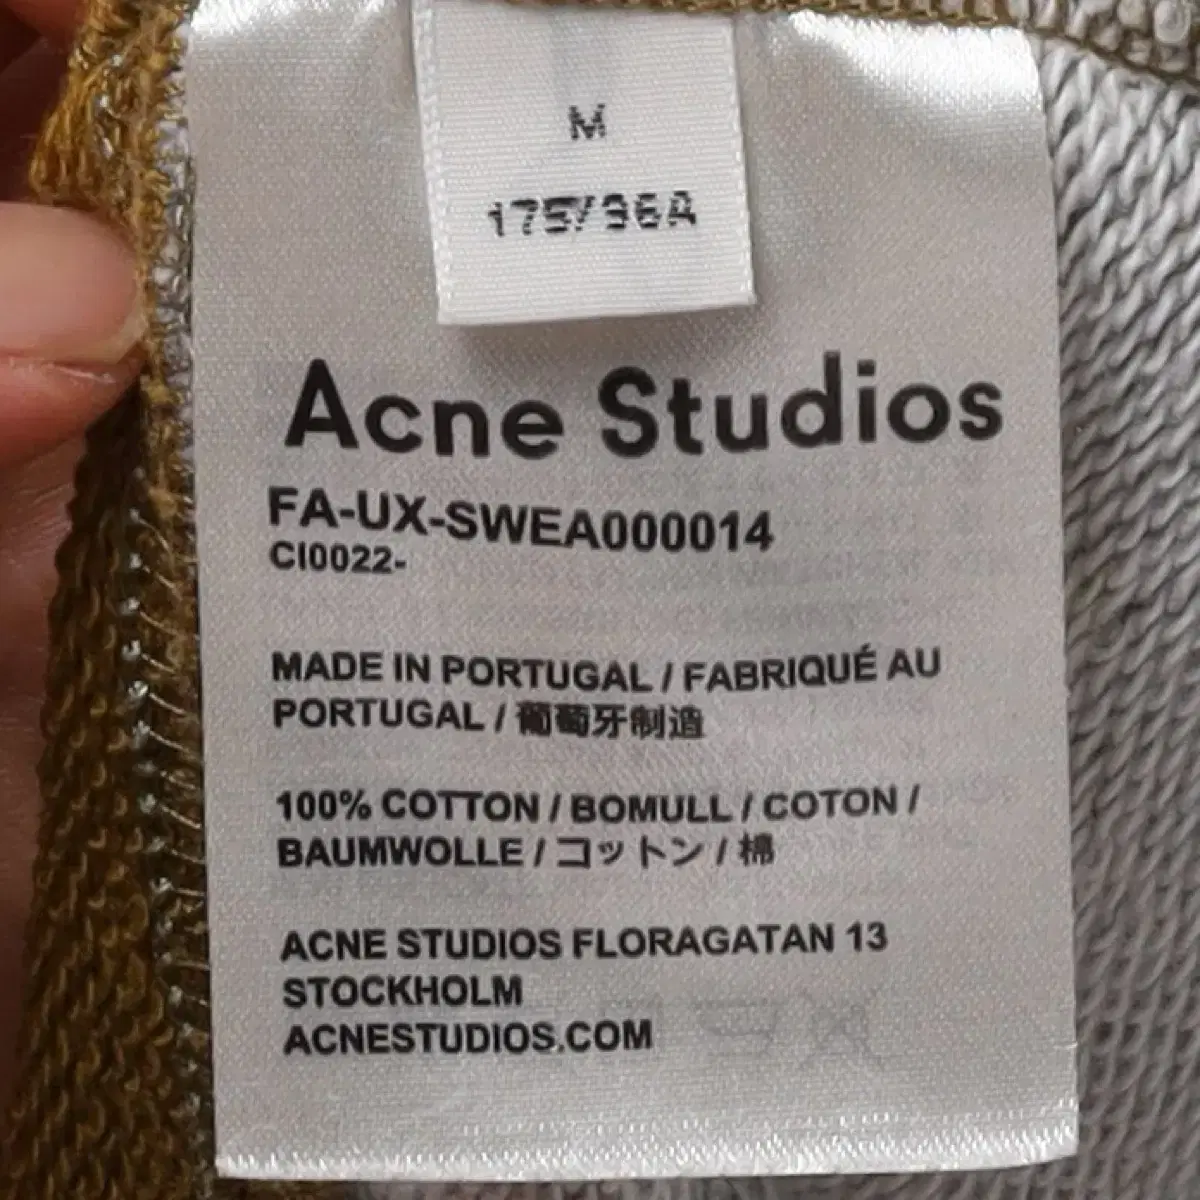 M
175/96A
Acne Studios
FA-UX-SWEA000014
CI0022-
MADE IN PORTUGAL / FABRIQUÉ AU
PORTUGAL / 葡萄牙制造
100% COTTON / BOMULL / COTON /
BAUMWOLLE / コットン / 棉
ACNE STUDIOS FLORAGATAN 13
STOCKHOLM
ACNESTUDIOS.COM